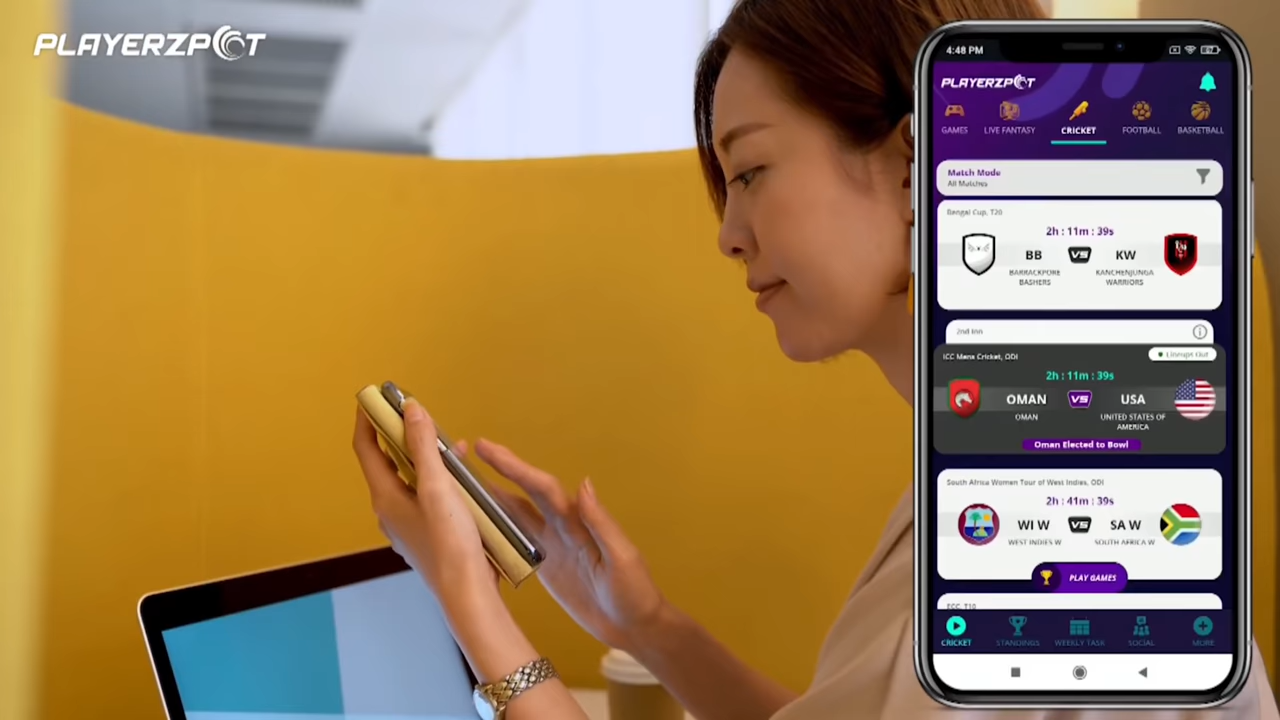 PLAYERZPOT
4:48 PM
PLAYERZPOT
GAMES
LIVE FANTASY
CRICKET
FOOTBALL
BASKETBALL
Match Mode
All Matches
Bengal Cup, T20
2h : 11m : 39s
BB VS KW
BARRACKPORE BASHERS
KANCHENJUNGA WARRIORS
2nd Inn
ICC Mens Cricket, ODI
Lineups Out
2h : 11m : 39s
OMAN VS USA
OMAN
UNITED STATES OF AMERICA
Oman Elected to Bowl
South Africa Women Tour of West Indies, ODI
2h : 41m : 39s
WI W VS SA W
WEST INDIES W
SOUTH AFRICA W
PLAY GAMES
ECC, T10
CRICKET
STANDINGS
WEEKLY TASK
SOCIAL
MORE